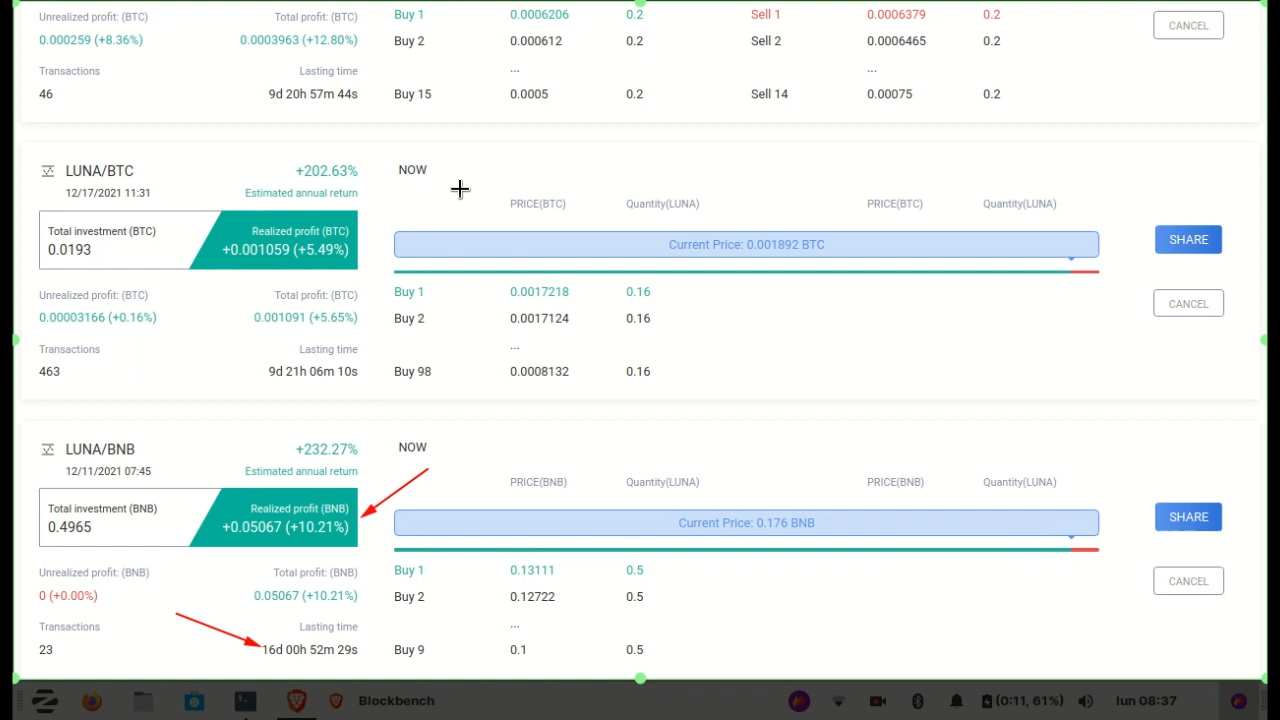 Unrealized profit: (BTC) Total profit: (BTC) Buy 1 0.0006206 0.2 Sell 1 0.0006379 0.2
0.000259 (+8.36%) 0.0003963 (+12.80%) Buy 2 0.000612 0.2 Sell 2 0.0006465 0.2 CANCEL
Transactions Lasting time ... ...
46 9d 20h 57m 44s Buy 15 0.0005 0.2 Sell 14 0.00075 0.2
LUNA/BTC +202.63% NOW
12/17/2021 11:31 Estimated annual return PRICE(BTC) Quantity(LUNA) PRICE(BTC) Quantity(LUNA)
Total investment (BTC) Realized profit (BTC) Current Price: 0.001892 BTC SHARE
0.0193 +0.001059 (+5.49%)
Unrealized profit: (BTC) Total profit: (BTC) Buy 1 0.0017218 0.16 CANCEL
0.00003166 (+0.16%) 0.001091 (+5.65%) Buy 2 0.0017124 0.16
Transactions Lasting time ...
463 9d 21h 06m 10s Buy 98 0.0008132 0.16
LUNA/BNB +232.27% NOW
12/11/2021 07:45 Estimated annual return PRICE(BNB) Quantity(LUNA) PRICE(BNB) Quantity(LUNA)
Total investment (BNB) Realized profit (BNB) Current Price: 0.176 BNB SHARE
0.4965 +0.05067 (+10.21%)
Unrealized profit: (BNB) Total profit: (BNB) Buy 1 0.13111 0.5 CANCEL
0 (+0.00%) 0.05067 (+10.21%) Buy 2 0.12722 0.5
Transactions Lasting time ...
23 16d 00h 52m 29s Buy 9 0.1 0.5
Blockbench (0:11, 61%) lun 08:37